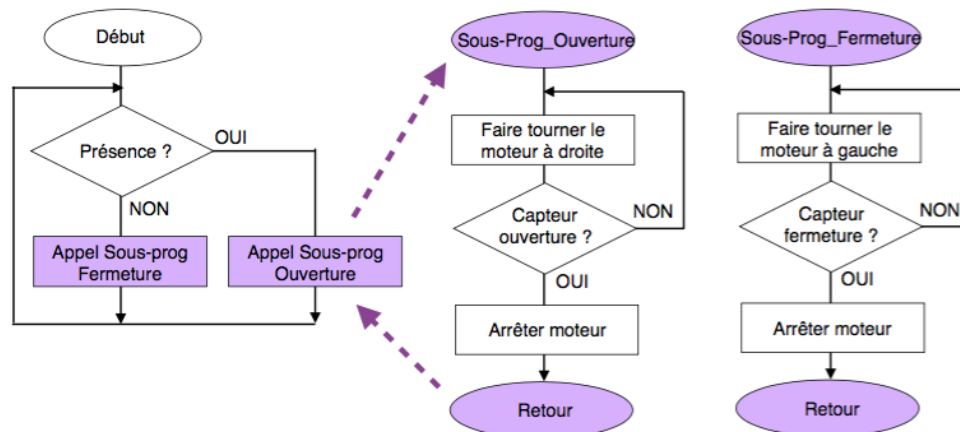 Début
Présence ?
OUI
NON
Appel Sous-prog
Fermeture
Appel Sous-prog
Ouverture
Sous-Prog_Ouverture
Faire tourner le
moteur à droite
Capteur
ouverture ?
NON
OUI
Arrêter moteur
Retour
Sous-Prog_Fermeture
Faire tourner le
moteur à gauche
Capteur
fermeture ?
NON
OUI
Arrêter moteur
Retour